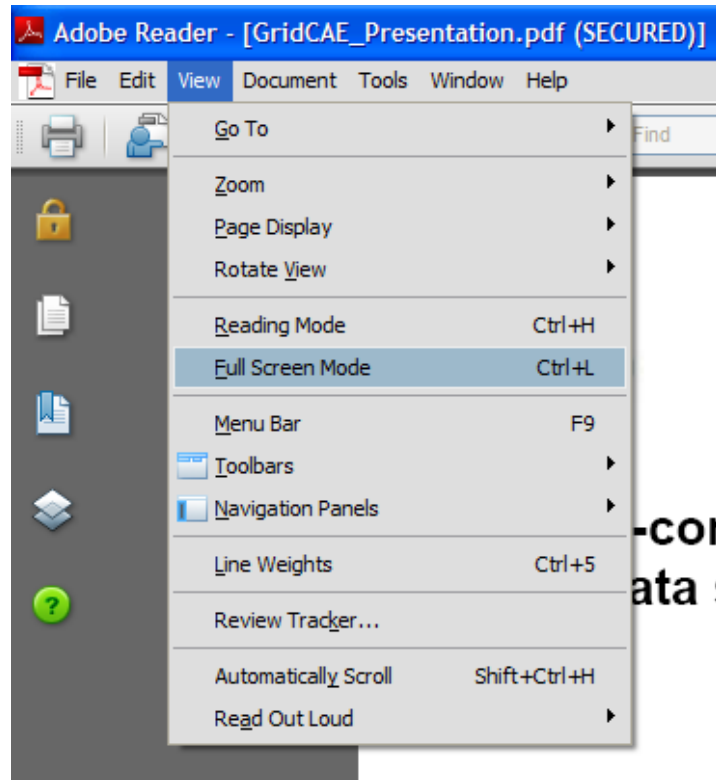 Adobe Reader - [GridCAE_Presentation.pdf (SECURED)]
File Edit View Document Tools Window Help
Find
Go To
Zoom
Page Display
Rotate View
Reading Mode Ctrl+H
Full Screen Mode Ctrl+L
Menu Bar F9
Toolbars
Navigation Panels
Line Weights Ctrl+5
Review Tracker...
Automatically Scroll Shift+Ctrl+H
Read Out Loud
?